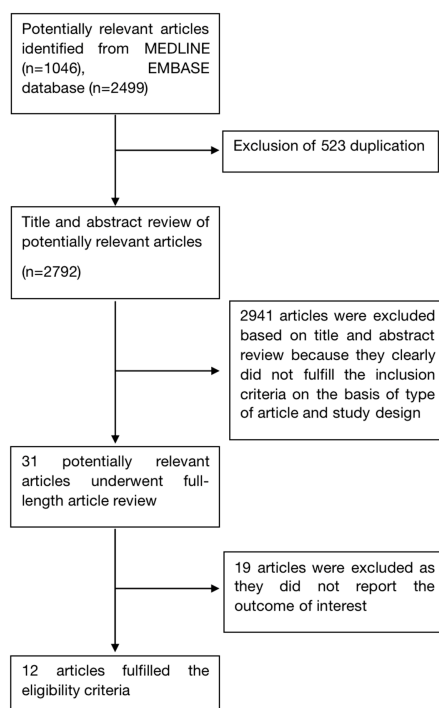 Potentially relevant articles
identified from MEDLINE
(n=1046), EMBASE
database (n=2499)
Exclusion of 523 duplication
Title and abstract review of
potentially relevant articles
(n=2792)
2941 articles were excluded
based on title and abstract
review because they clearly
did not fulfill the inclusion
criteria on the basis of type
of article and study design
31 potentially relevant
articles underwent full-
length article review
19 articles were excluded as
they did not report the
outcome of interest
12 articles fulfilled the
eligibility criteria